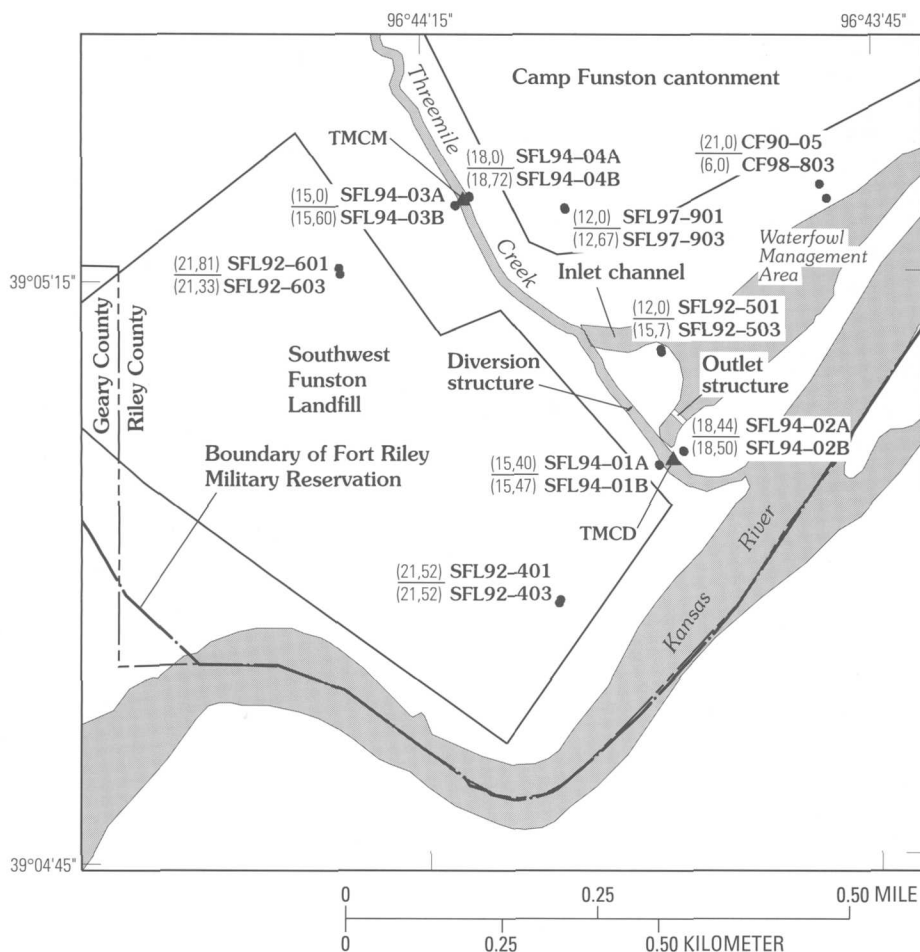 96°44'15"
96°43'45"
Camp Funston cantonment
Threemile
TMCM
(18,0) SFL94–04A
(18,72) SFL94–04B
(21,0) CF90–05
(6,0) CF98–803
(15,0) SFL94–03A
(15,60) SFL94–03B
(12,0) SFL97–901
(12,67) SFL97–903
Waterfowl
Management
Area
Creek
Inlet channel
39°05'15"
(21,81) SFL92–601
(21,33) SFL92–603
(12,0) SFL92–501
(15,7) SFL92–503
Geary County
Riley County
Southwest
Funston
Landfill
Diversion
structure
Outlet
structure
(18,44) SFL94–02A
(18,50) SFL94–02B
Boundary of Fort Riley
Military Reservation
(15,40) SFL94–01A
(15,47) SFL94–01B
TMCD
River
Kansas
(21,52) SFL92–401
(21,52) SFL92–403
39°04'45"
0 0.25 0.50 MILE
0 0.25 0.50 KILOMETER